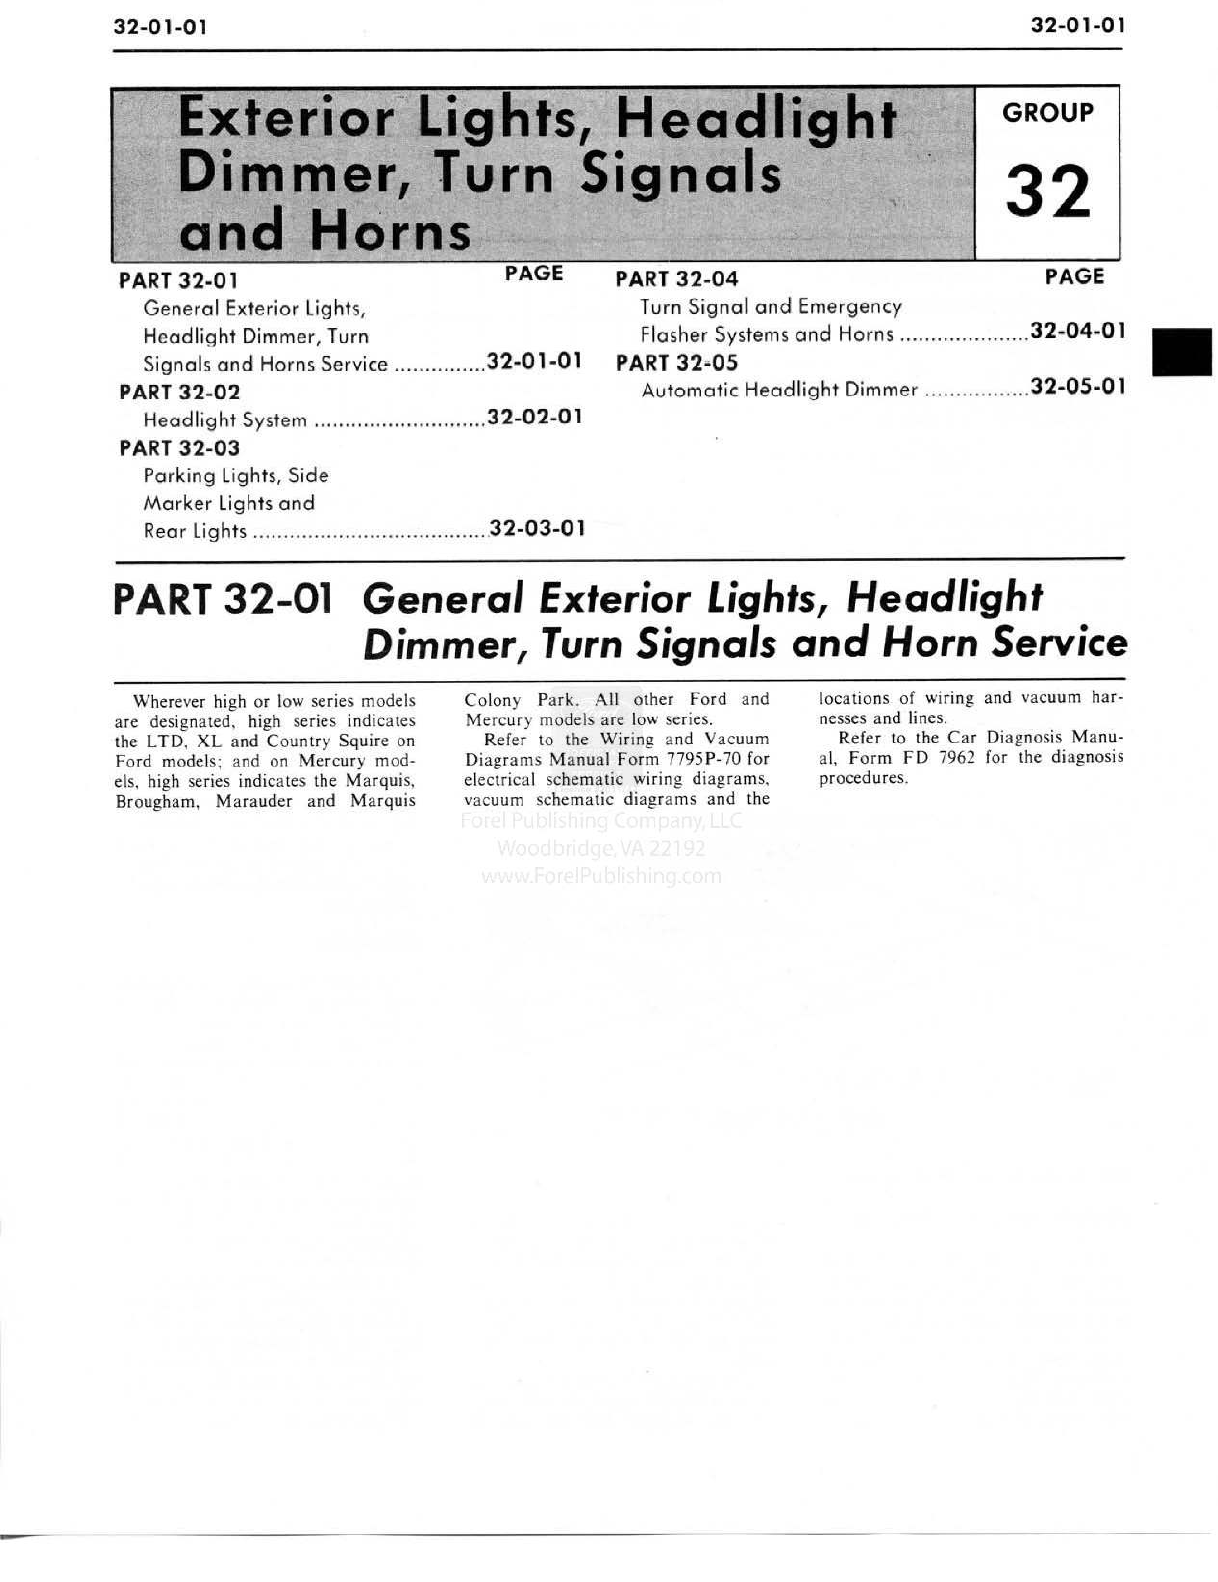 32-01-01
32-01-01
Exterior Lights, Headlight
Dimmer, Turn Signals
and Horns
GROUP
32
PART 32-01 PAGE
General Exterior Lights,
Headlight Dimmer, Turn
Signals and Horns Service ...............32-01-01
PART 32-02
Headlight System ............................32-02-01
PART 32-03
Parking Lights, Side
Marker Lights and
Rear Lights ......................................32-03-01
PART 32-04 PAGE
Turn Signal and Emergency
Flasher Systems and Horns .....................32-04-01
PART 32-05
Automatic Headlight Dimmer .................32-05-01
PART 32-01 General Exterior Lights, Headlight
Dimmer, Turn Signals and Horn Service
Wherever high or low series models
are designated, high series indicates
the LTD, XL and Country Squire on
Ford models; and on Mercury mod-
els, high series indicates the Marquis,
Brougham, Marauder and Marquis
Colony Park. All other Ford and
Mercury models are low series.
Refer to the Wiring and Vacuum
Diagrams Manual Form 7795P-70 for
electrical schematic wiring diagrams,
vacuum schematic diagrams and the
locations of wiring and vacuum har-
nesses and lines.
Refer to the Car Diagnosis Manu-
al, Form FD 7962 for the diagnosis
procedures.
Forel Publishing Company, LLC
Woodbridge, VA 22192
www.ForelPublishing.com